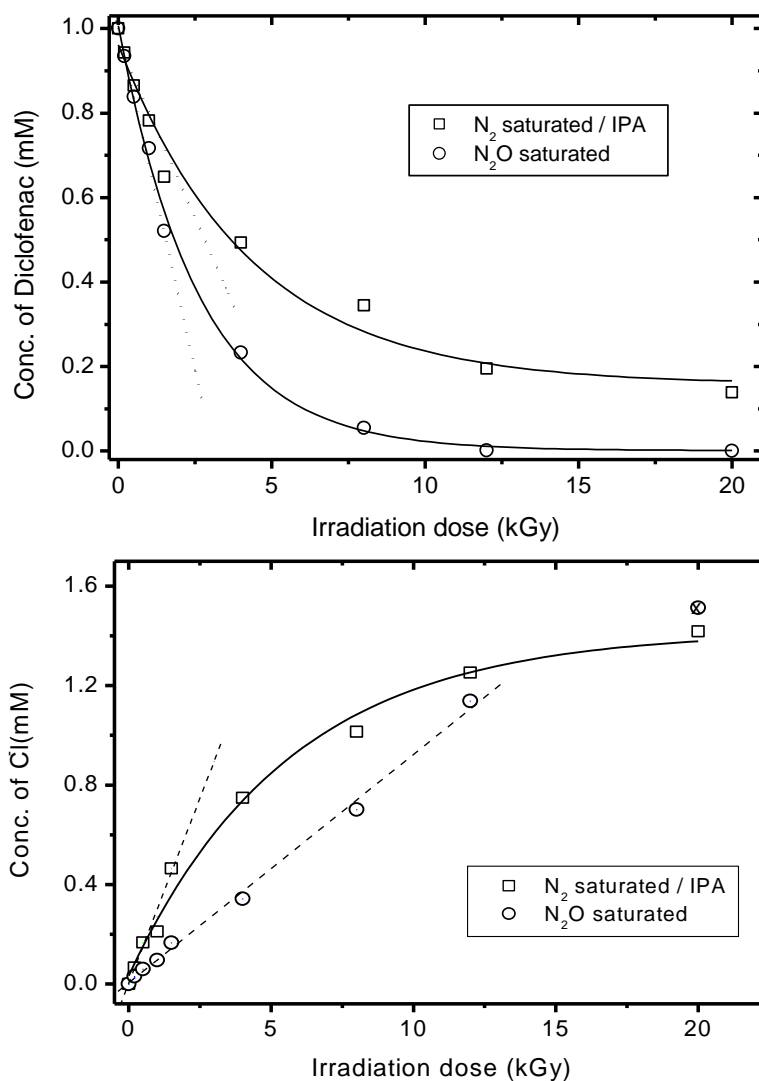 1.0
0.8
0.6
0.4
0.2
0.0
Conc. of Diclofenac (mM)
N₂ saturated / IPA
N₂O saturated
0 5 10 15 20
Irradiation dose (kGy)
1.6
1.2
0.8
0.4
0.0
Conc. of Cl⁻(mM)
N₂ saturated / IPA
N₂O saturated
0 5 10 15 20
Irradiation dose (kGy)